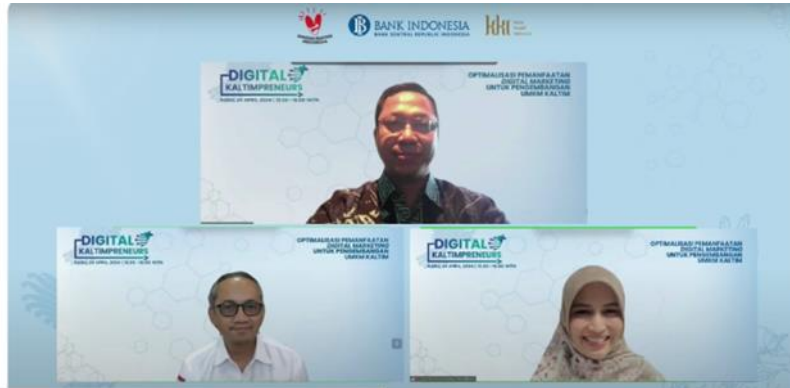 BANK INDONESIA
BANK SENTRAL REPUBLIK INDONESIA
kki
DIGITAL
KALTIMPRENEURS
OPTIMALISASI PEMANFAATAN
DIGITAL MARKETING
UNTUK PENGEMBANGAN
UMKM KALTIM
DIGITAL
KALTIMPRENEURS
OPTIMALISASI PEMANFAATAN
DIGITAL MARKETING
UNTUK PENGEMBANGAN
UMKM KALTIM
DIGITAL
KALTIMPRENEURS
OPTIMALISASI PEMANFAATAN
DIGITAL MARKETING
UNTUK PENGEMBANGAN
UMKM KALTIM